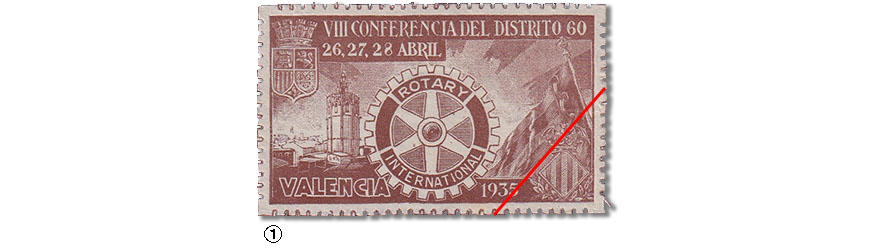 VIII CONFERENCIA DEL DISTRITO 60
26, 27, 28 ABRIL
ROTARY
INTERNATIONAL
VALENCIA
1935
①